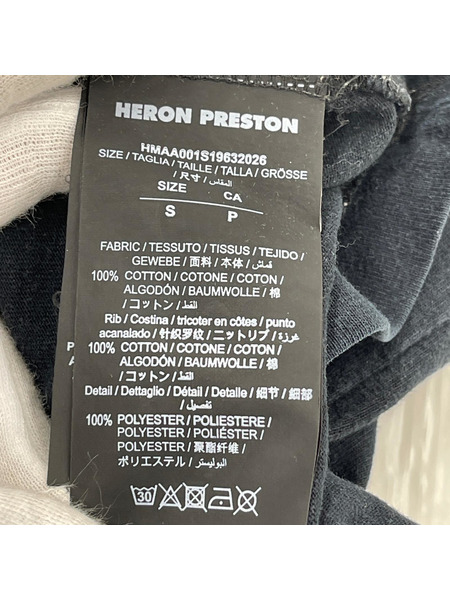 HERON PRESTON
HMAA001S19632026
SIZE / TAGLIA / TAILLE / TALLA / GRÖSSE
/ 尺寸 / المقاس
SIZE CA
S P
FABRIC / TESSUTO / TISSUS / TEJIDO /
GEWEBE / 面料 / 本体 / قماش
100% COTTON / COTONE / COTON /
ALGODÓN / BAUMWOLLE / 棉
/ コットン / القطن
Rib / Costina / tricoter en côtes / punto
acanalado / 针织罗纹 / ニットリブ / غرزة
100% COTTON / COTONE / COTON /
ALGODÓN / BAUMWOLLE / 棉
/ コットン / القطن
Detail / Dettaglio / Détail / Detalle / 细节 / 細部
/ تفصيل
100% POLYESTER / POLIESTERE /
POLYESTER / POLIÉSTER /
POLYESTER / 聚酯纤维 /
ポリエステル / البوليستر
30